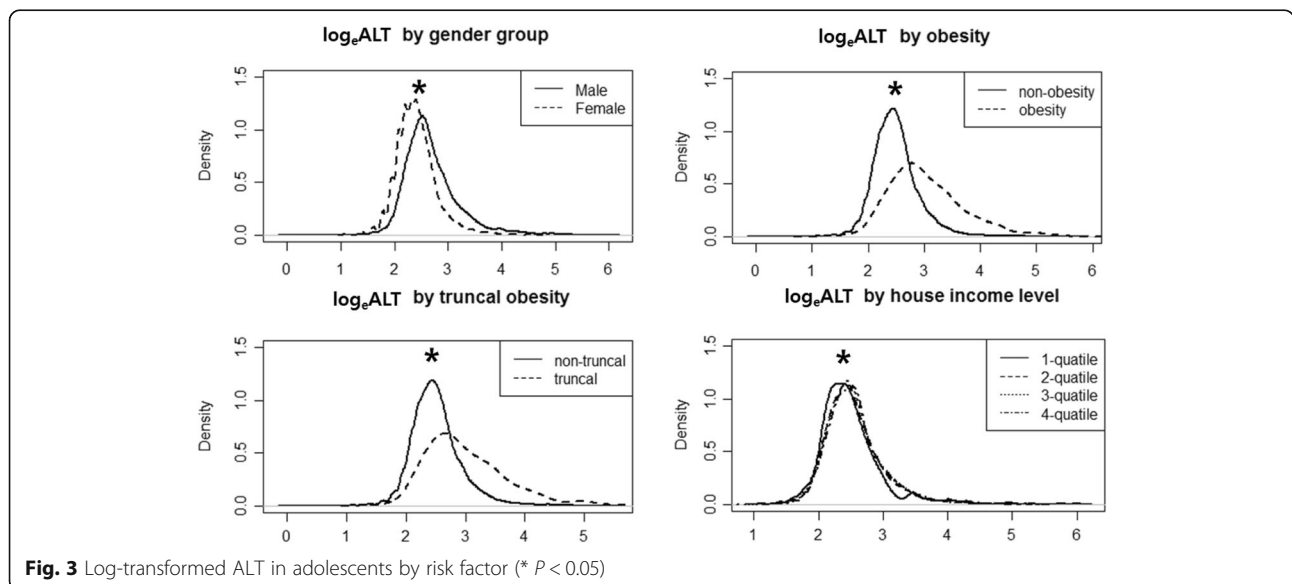 logeALT by gender group
*
Density
0.0 0.5 1.0 1.5
Male
Female
0 1 2 3 4 5 6
logeALT by obesity
*
Density
0.0 0.5 1.0 1.5
non-obesity
obesity
0 1 2 3 4 5 6
logeALT by truncal obesity
*
Density
0.0 0.5 1.0 1.5
non-truncal
truncal
0 1 2 3 4 5
logeALT by house income level
*
Density
0.0 0.5 1.0 1.5
1-quatile
2-quatile
3-quatile
4-quatile
1 2 3 4 5 6
Fig. 3 Log-transformed ALT in adolescents by risk factor (* P < 0.05)